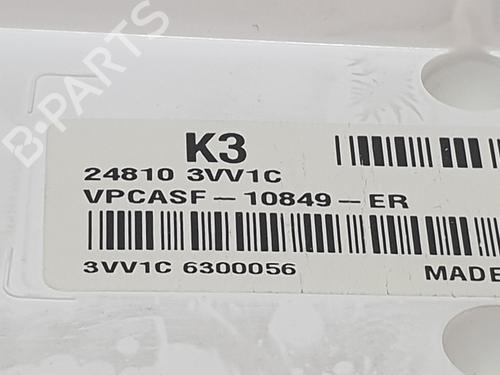 B-PARTS
K3
24810 3VV1C
VPCASF-10849-ER
3VV1C 6300056
MADE